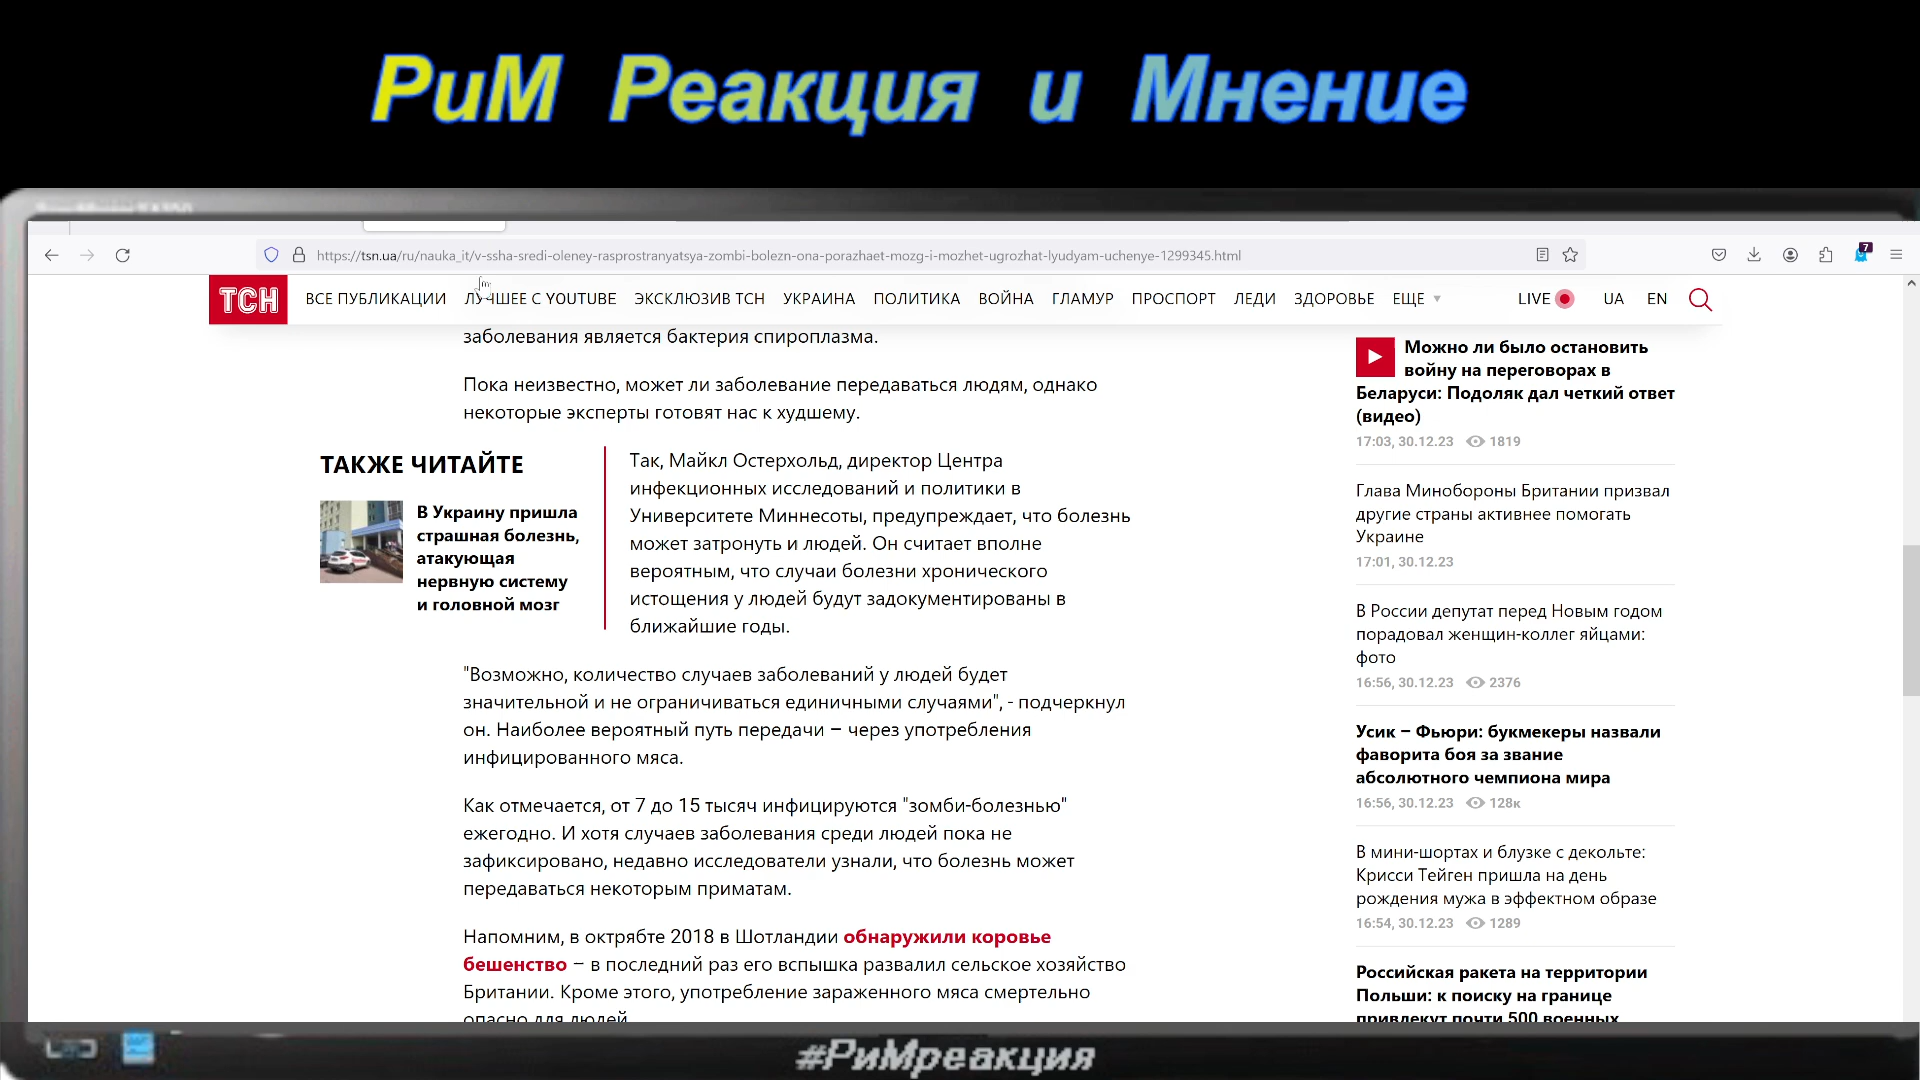 РиМ Реакция и Мнение
https://tsn.ua/ru/nauka_it/v-ssha-sredi-oleney-rasprostranyatsya-zombi-bolezn-ona-porazhaet-mozg-i-mozhet-ugrozhat-lyudyam-uchenye-1299345.html
7
ТСН ВСЕ ПУБЛИКАЦИИ ЛУЧШЕЕ С YOUTUBE ЭКСКЛЮЗИВ ТСН УКРАИНА ПОЛИТИКА ВОЙНА ГЛАМУР ПРОСПОРТ ЛЕДИ ЗДОРОВЬЕ ЕЩЕ LIVE UA EN
заболевания является бактерия спироплазма.
Пока неизвестно, может ли заболевание передаваться людям, однако
некоторые эксперты готовят нас к худшему.
ТАКЖЕ ЧИТАЙТЕ
В Украину пришла
страшная болезнь,
атакующая
нервную систему
и головной мозг
Так, Майкл Остерхольд, директор Центра
инфекционных исследований и политики в
Университете Миннесоты, предупреждает, что болезнь
может затронуть и людей. Он считает вполне
вероятным, что случаи болезни хронического
истощения у людей будут задокументированы в
ближайшие годы.
"Возможно, количество случаев заболеваний у людей будет
значительной и не ограничиваться единичными случаями", - подчеркнул
он. Наиболее вероятный путь передачи – через употребления
инфицированного мяса.
Как отмечается, от 7 до 15 тысяч инфицируются "зомби-болезнью"
ежегодно. И хотя случаев заболевания среди людей пока не
зафиксировано, недавно исследователи узнали, что болезнь может
передаваться некоторым приматам.
Напомним, в октрябте 2018 в Шотландии обнаружили коровье
бешенство – в последний раз его вспышка развалил сельское хозяйство
Британии. Кроме этого, употребление зараженного мяса смертельно
опасно для людей
Можно ли было остановить
войну на переговорах в
Беларуси: Подоляк дал четкий ответ
(видео)
17:03, 30.12.23 1819
Глава Минобороны Британии призвал
другие страны активнее помогать
Украине
17:01, 30.12.23
В России депутат перед Новым годом
порадовал женщин-коллег яйцами:
фото
16:56, 30.12.23 2376
Усик – Фьюри: букмекеры назвали
фаворита боя за звание
абсолютного чемпиона мира
16:56, 30.12.23 128к
В мини-шортах и блузке с декольте:
Крисси Тейген пришла на день
рождения мужа в эффектном образе
16:54, 30.12.23 1289
Российская ракета на территории
Польши: к поиску на границе
привлекут почти 500 военных
#РиМреакция